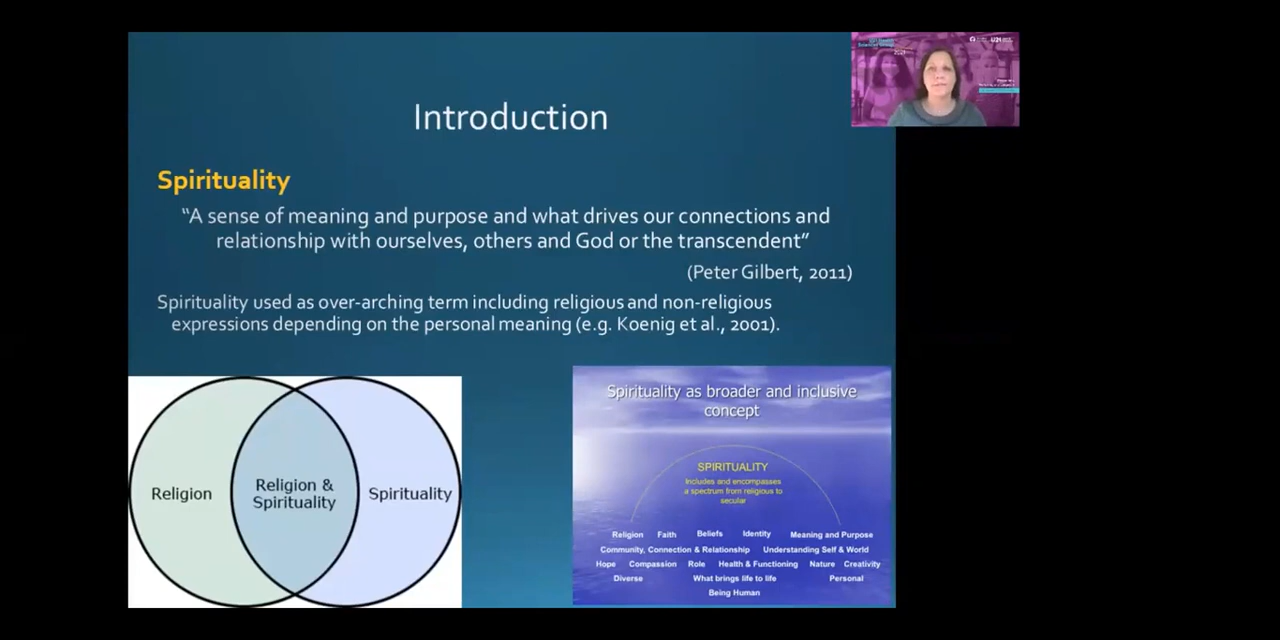 Introduction
Spirituality
“A sense of meaning and purpose and what drives our connections and
relationship with ourselves, others and God or the transcendent”
(Peter Gilbert, 2011)
Spirituality used as over-arching term including religious and non-religious
expressions depending on the personal meaning (e.g. Koenig et al., 2001).
Religion
Religion &
Spirituality
Spirituality
Spirituality as broader and inclusive
concept
SPIRITUALITY
Includes and encompasses
a spectrum from religious to
secular
Religion Faith Beliefs Identity Meaning and Purpose
Community, Connection & Relationship Understanding Self & World
Hope Compassion Role Health & Functioning Nature Creativity
Diverse What brings life to life Personal
Being Human
2021